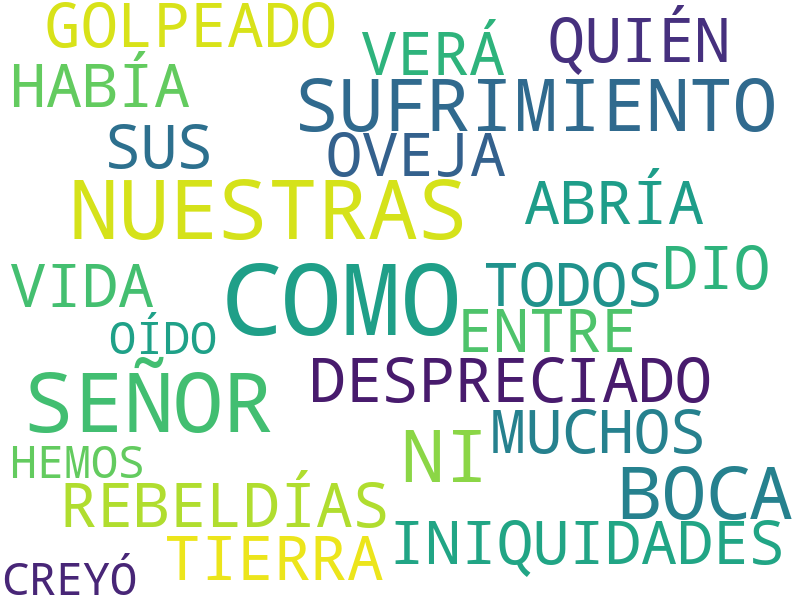 GOLPEADO
VERÁ
QUIÉN
HABÍA
SUFRIMIENTO
SUS
OVEJA
NUESTRAS
ABRÍA
VIDA
COMO
TODOS
DIO
OÍDO
ENTRE
SEÑOR
DESPRECIADO
MUCHOS
HEMOS
NI
BOCA
REBELDÍAS
INIQUIDADES
TIERRA
CREYÓ